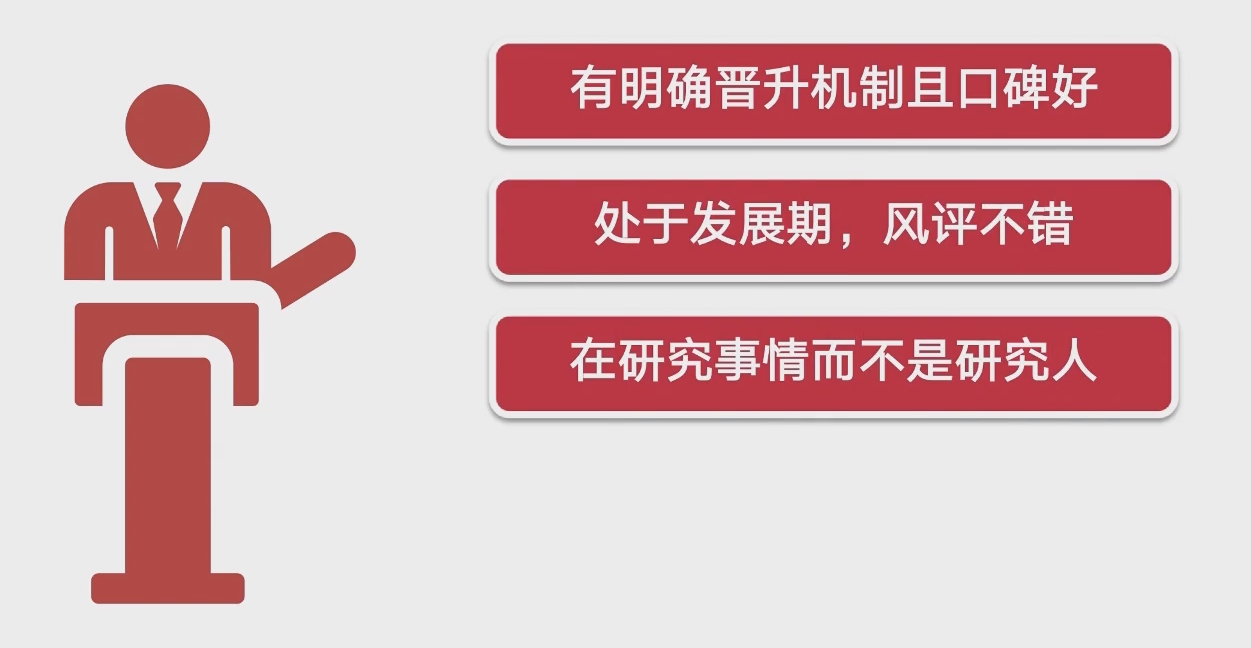 有明确晋升机制且口碑好
处于发展期，风评不错
在研究事情而不是研究人